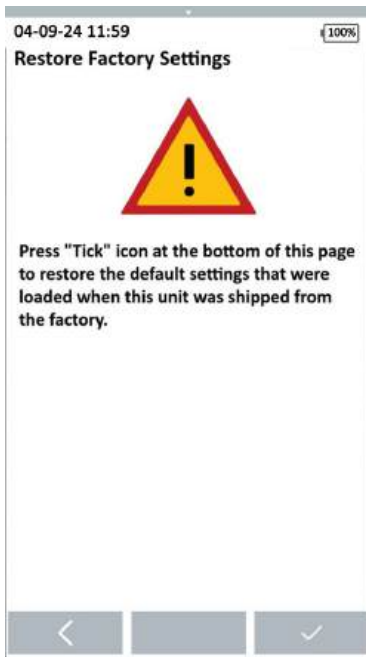 04-09-24 11:59
100%
Restore Factory Settings
!
Press "Tick" icon at the bottom of this page
to restore the default settings that were
loaded when this unit was shipped from
the factory.